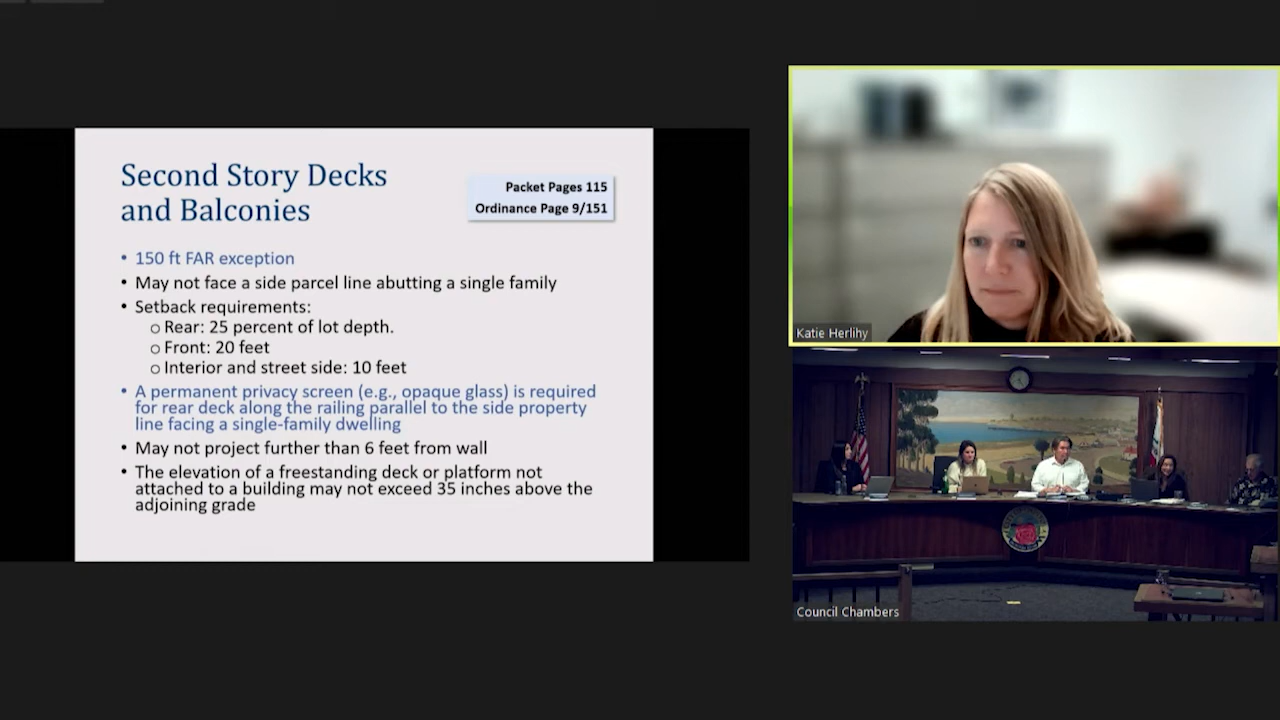 Second Story Decks
and Balconies
Packet Pages 115
Ordinance Page 9/151
• 150 ft FAR exception
• May not face a side parcel line abutting a single family
• Setback requirements:
o Rear: 25 percent of lot depth.
o Front: 20 feet
o Interior and street side: 10 feet
• A permanent privacy screen (e.g., opaque glass) is required
for rear deck along the railing parallel to the side property
line facing a single-family dwelling
• May not project further than 6 feet from wall
• The elevation of a freestanding deck or platform not
attached to a building may not exceed 35 inches above the
adjoining grade
Katie Herlihy
Council Chambers